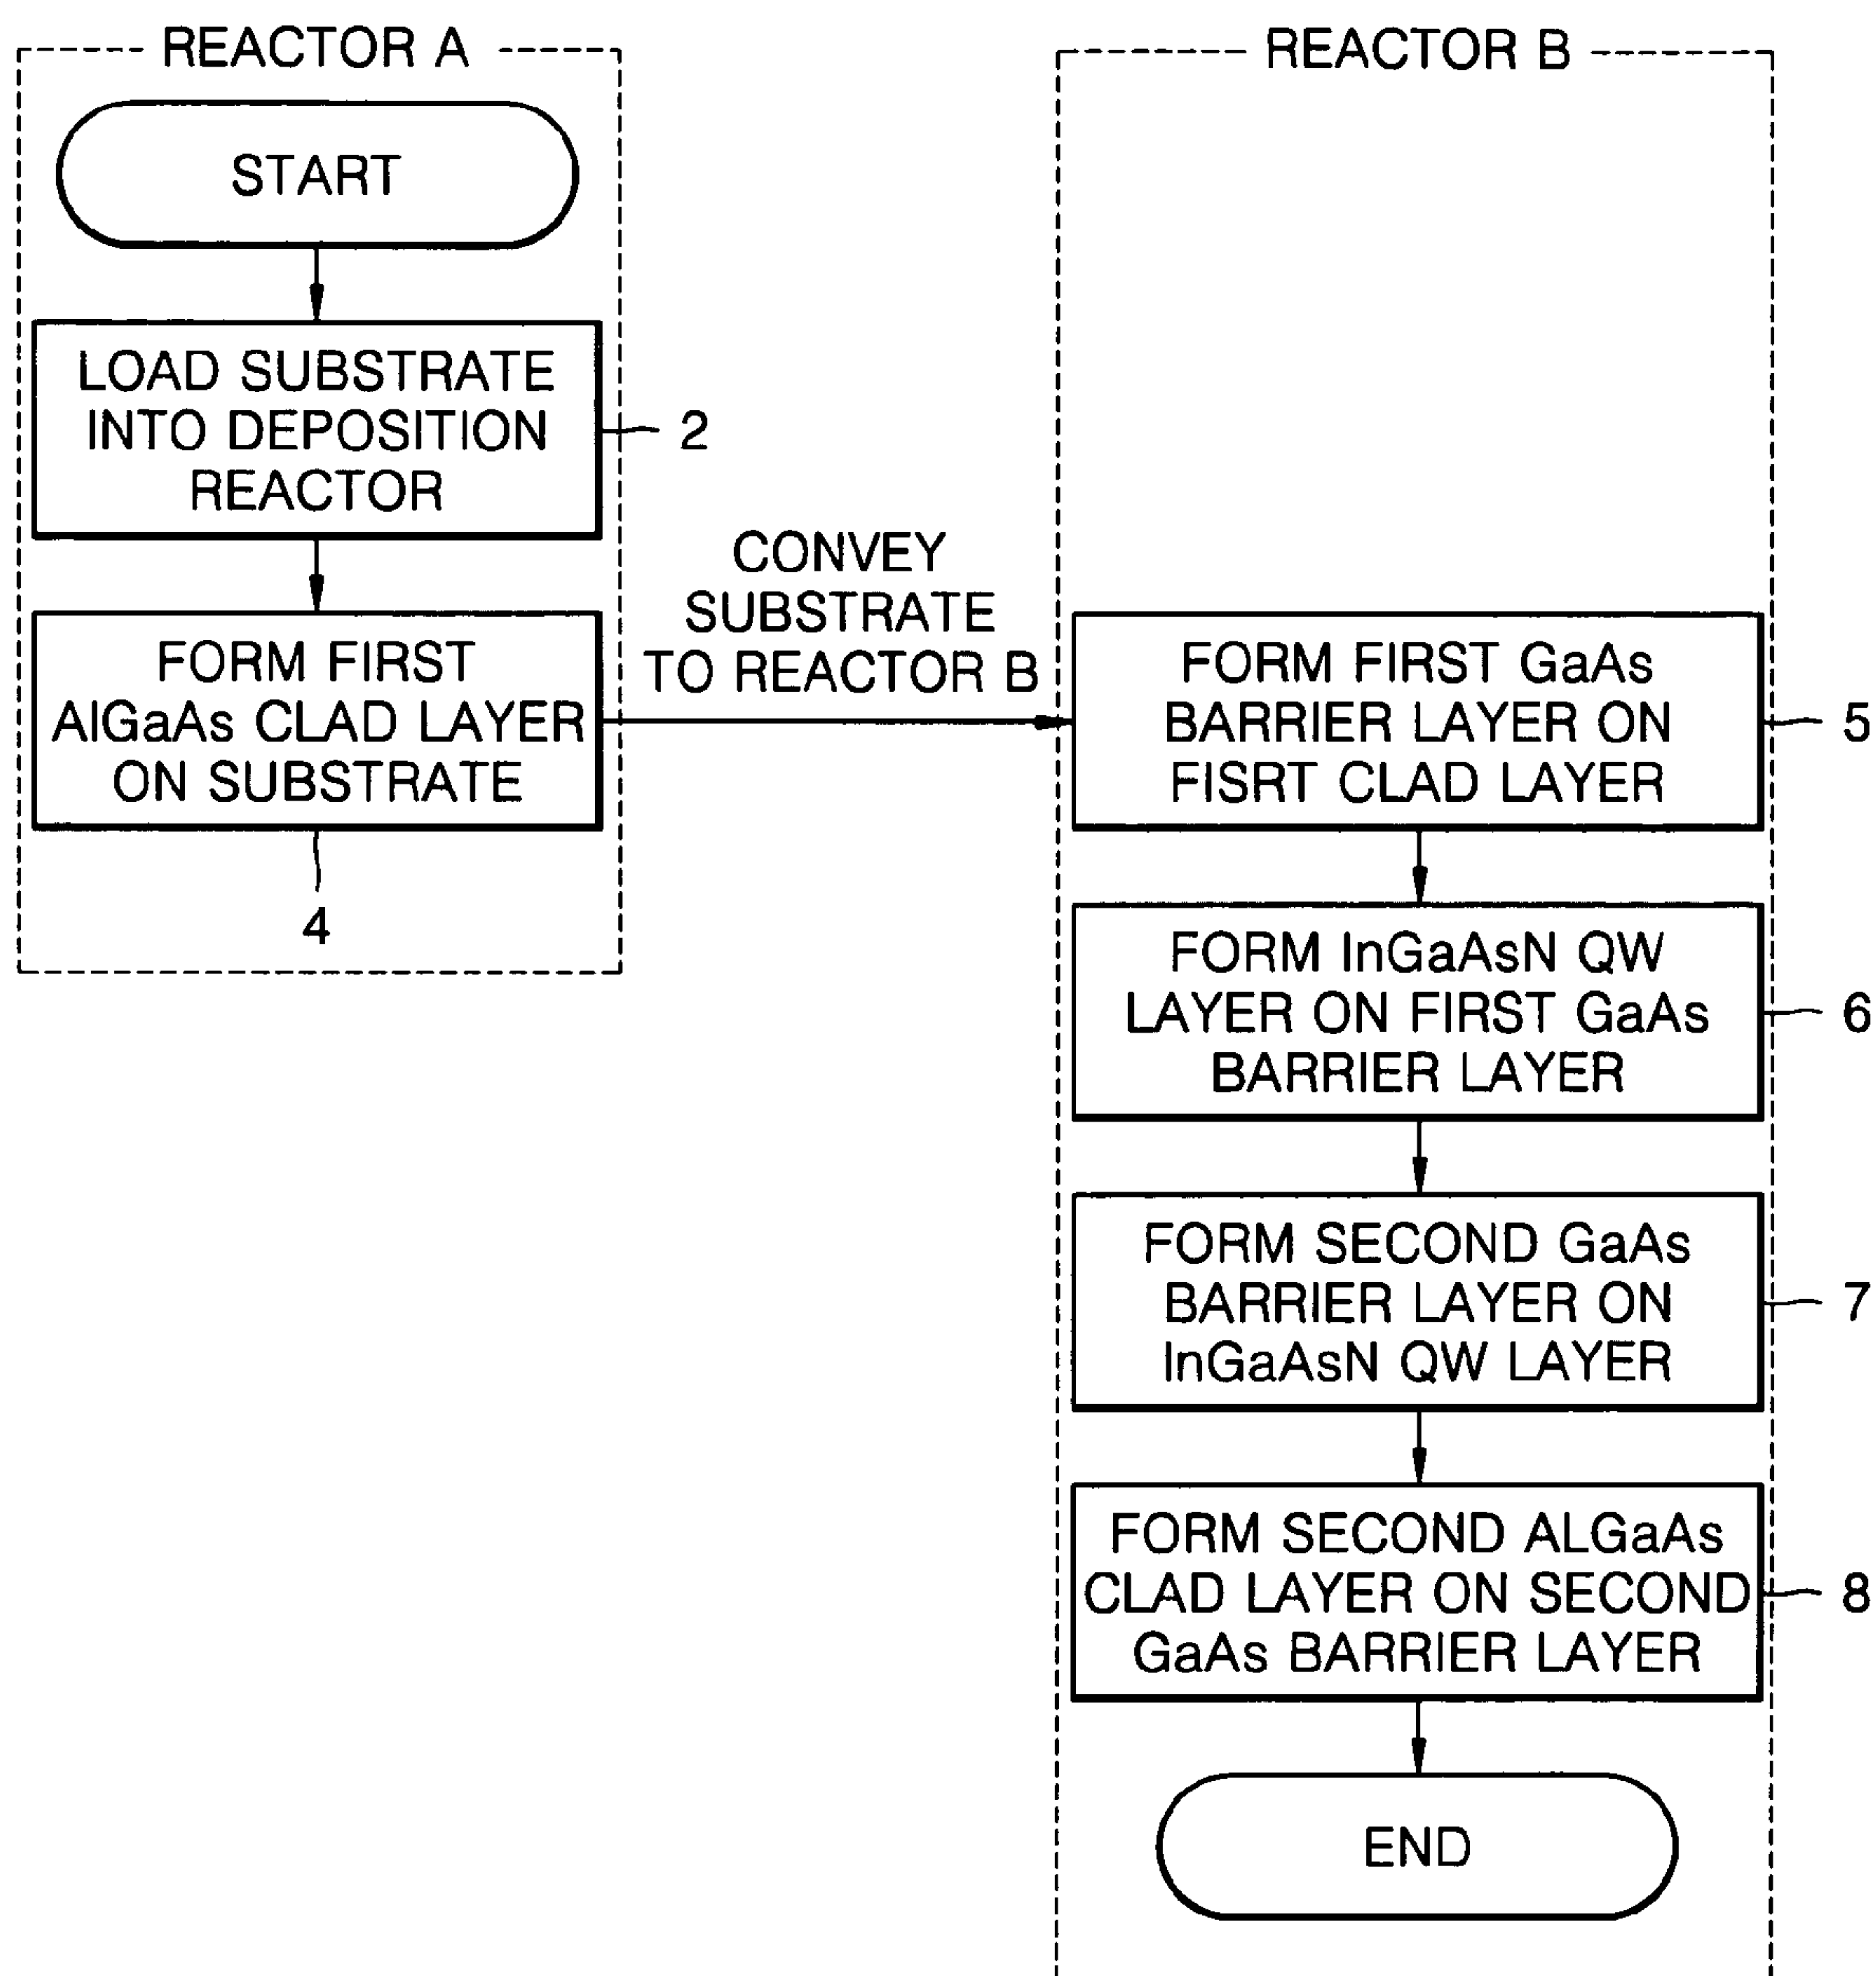 REACTOR A
START
LOAD SUBSTRATE
INTO DEPOSITION
REACTOR
2
FORM FIRST
AlGaAs CLAD LAYER
ON SUBSTRATE
4
CONVEY
SUBSTRATE
TO REACTOR B
REACTOR B
FORM FIRST GaAs
BARRIER LAYER ON
FISRT CLAD LAYER
5
FORM InGaAsN QW
LAYER ON FIRST GaAs
BARRIER LAYER
6
FORM SECOND GaAs
BARRIER LAYER ON
InGaAsN QW LAYER
7
FORM SECOND ALGaAs
CLAD LAYER ON SECOND
GaAs BARRIER LAYER
8
END